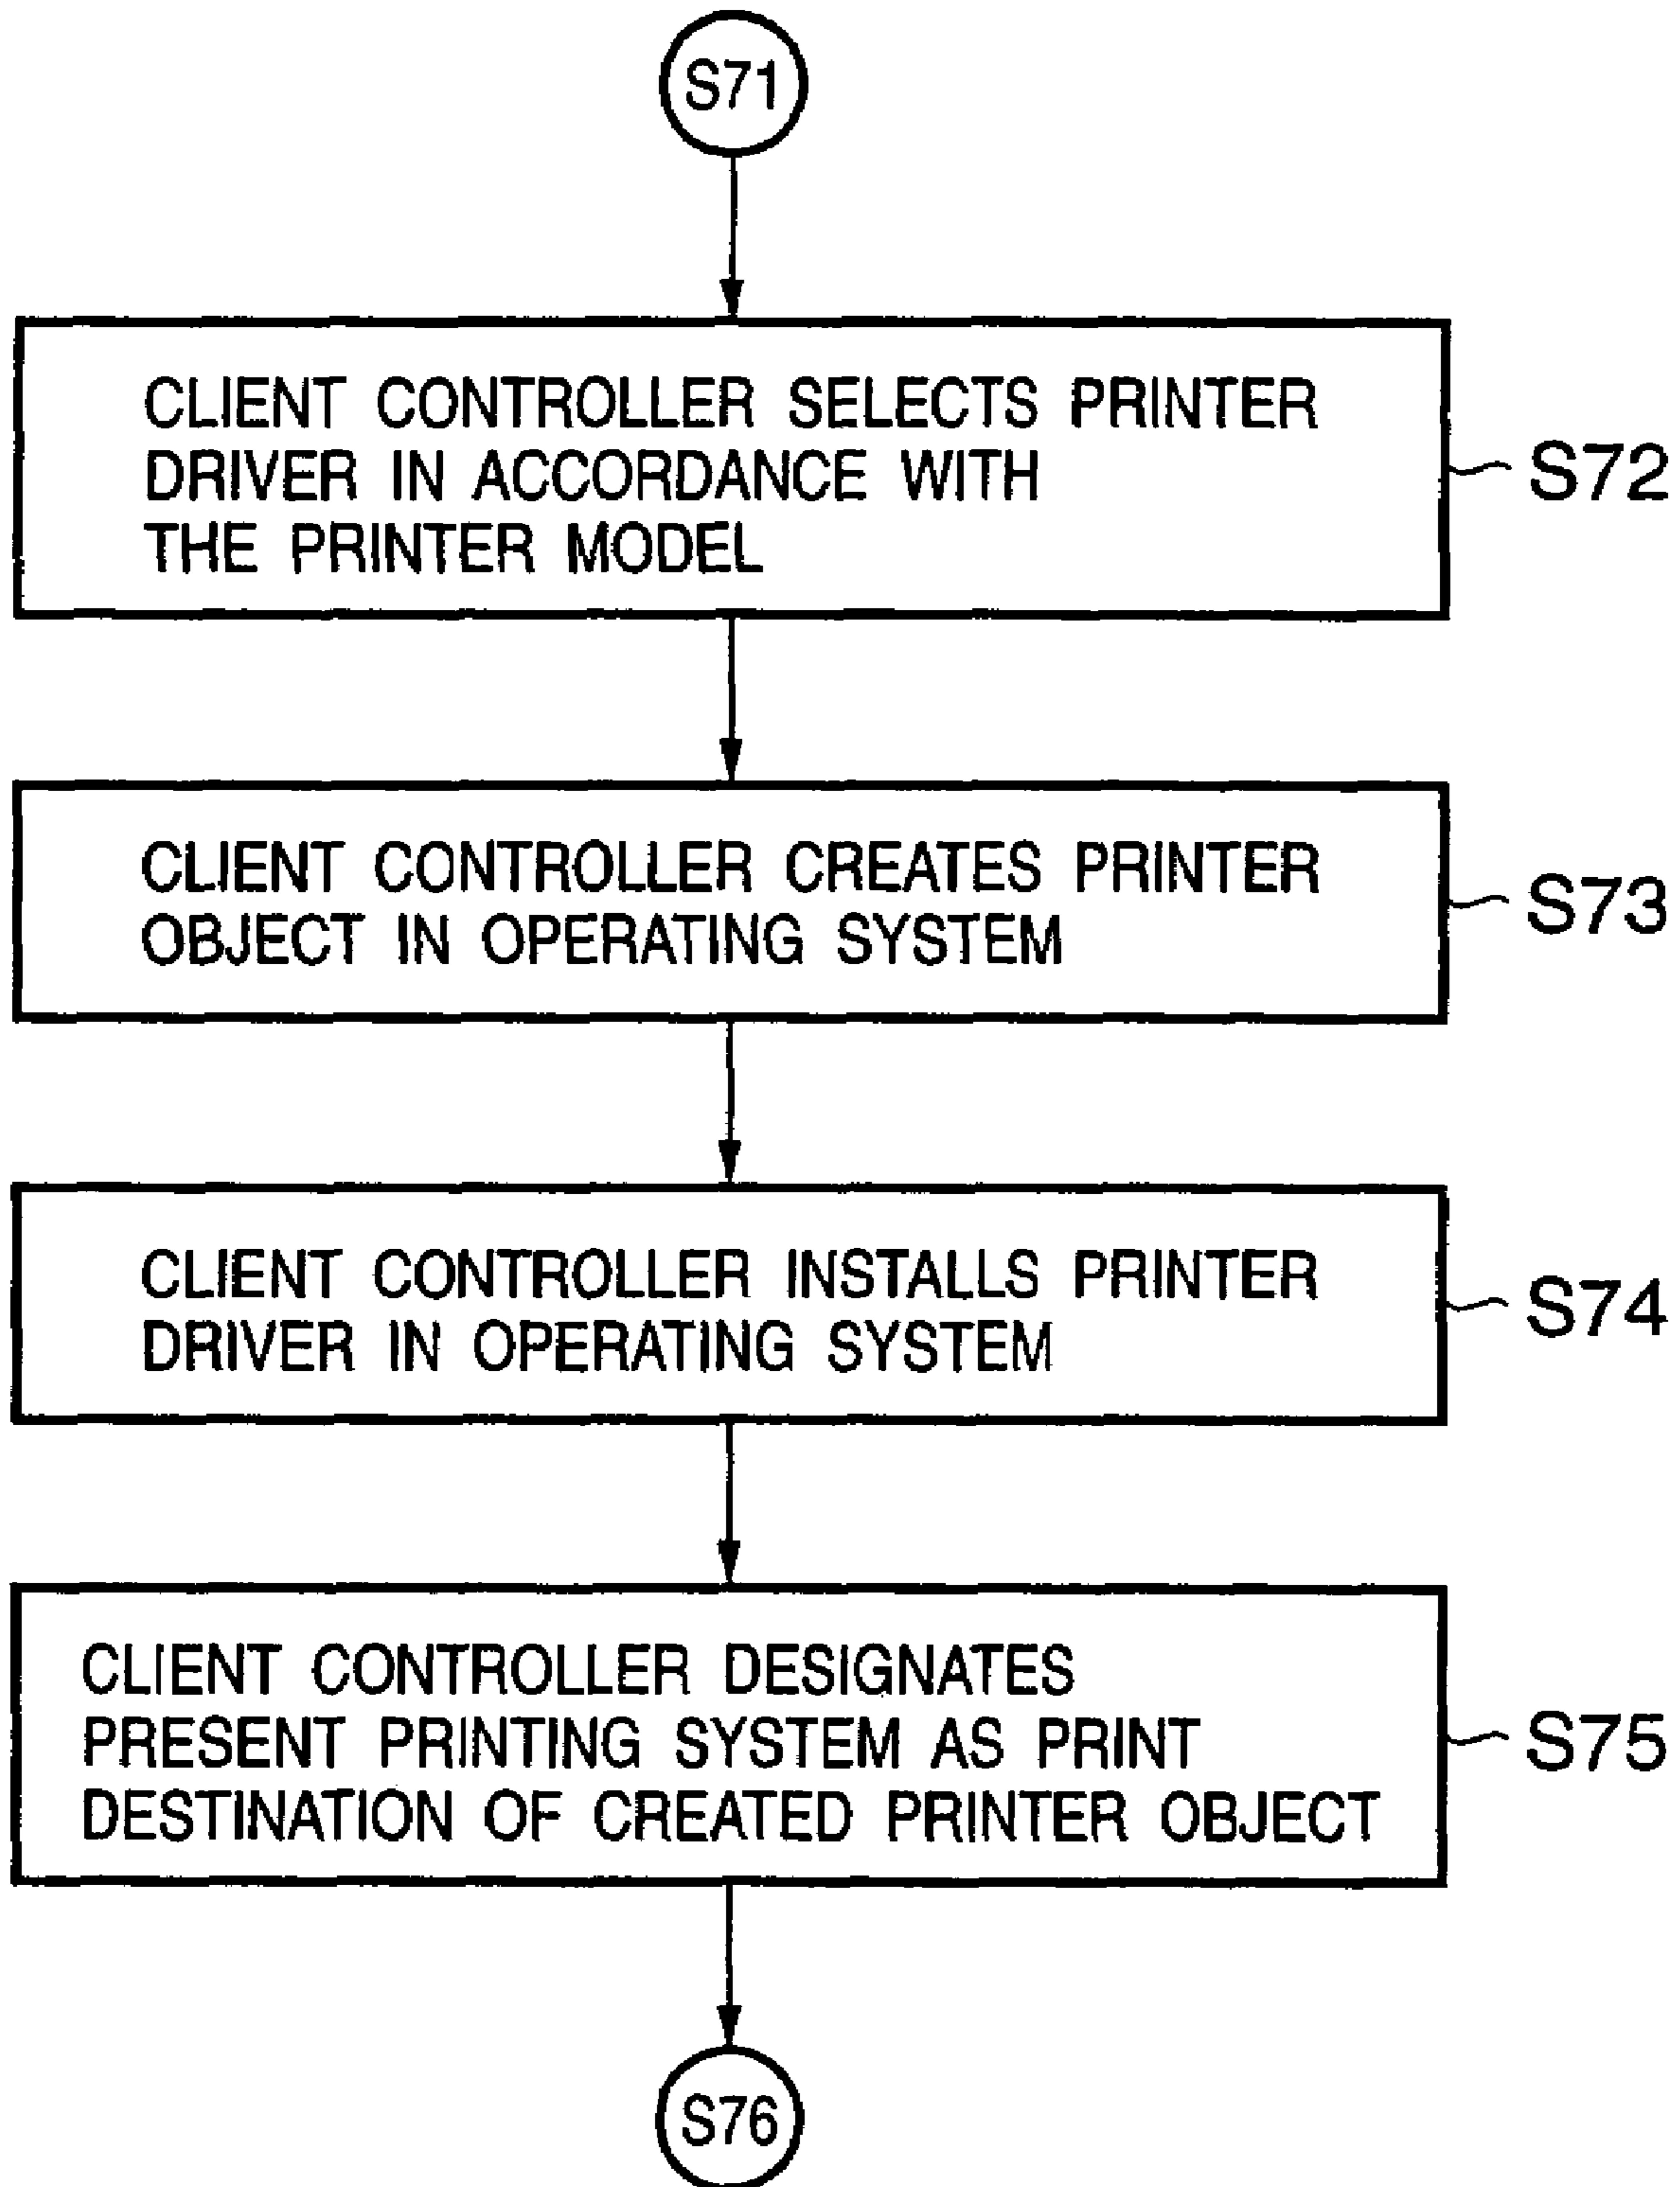 S71
CLIENT CONTROLLER SELECTS PRINTER
DRIVER IN ACCORDANCE WITH
THE PRINTER MODEL
S72
CLIENT CONTROLLER CREATES PRINTER
OBJECT IN OPERATING SYSTEM
S73
CLIENT CONTROLLER INSTALLS PRINTER
DRIVER IN OPERATING SYSTEM
S74
CLIENT CONTROLLER DESIGNATES
PRESENT PRINTING SYSTEM AS PRINT
DESTINATION OF CREATED PRINTER OBJECT
S75
S76